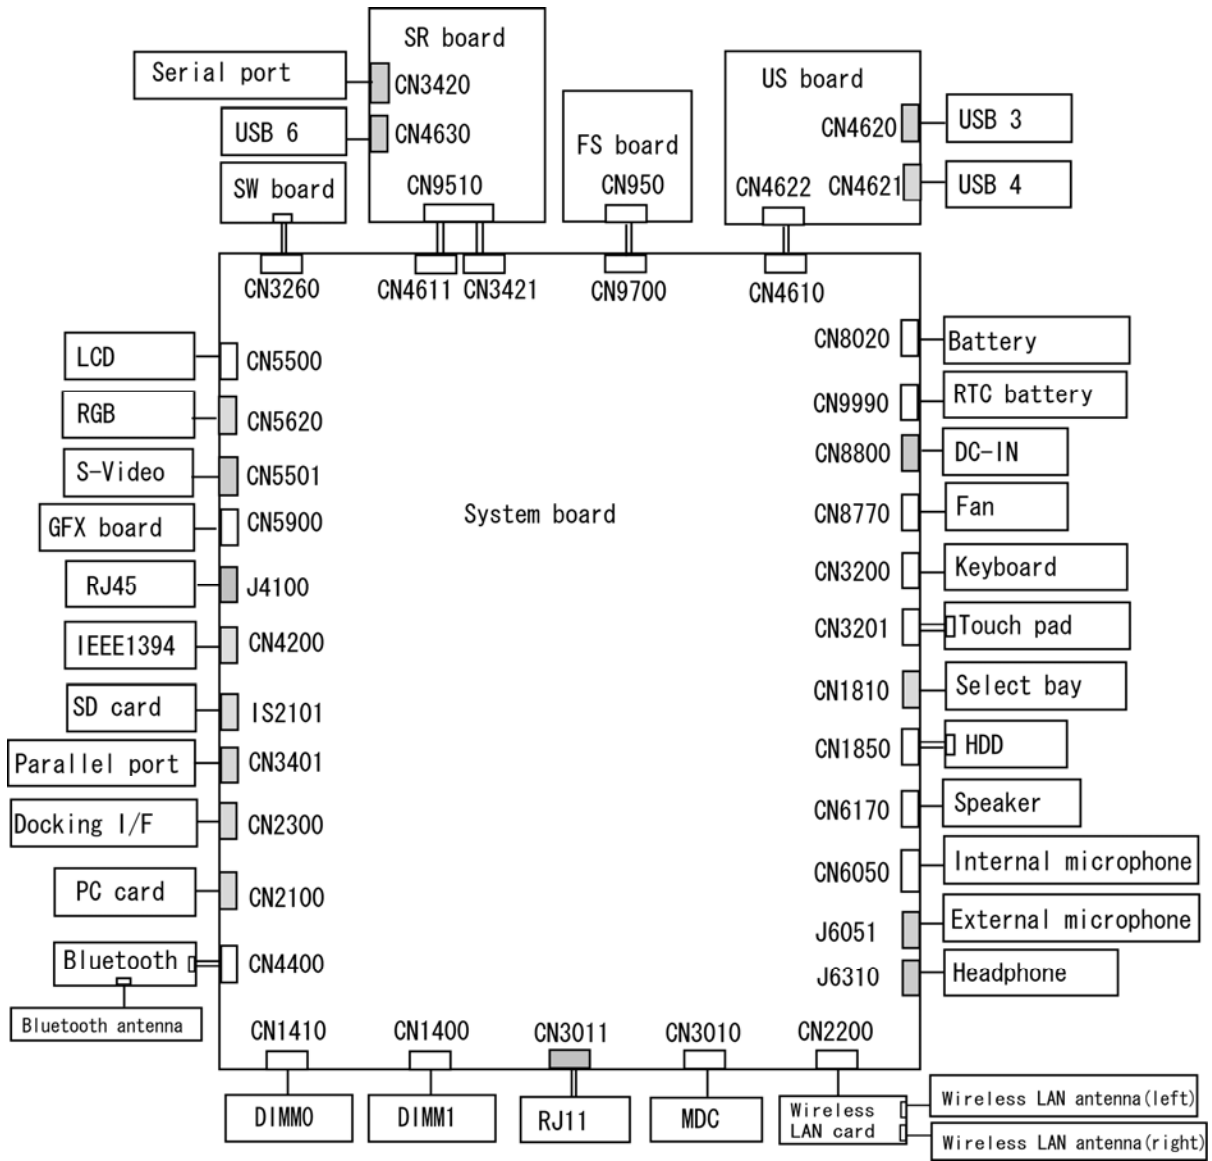 SR board
Serial port
CN3420
USB 6
CN4630
SW board
CN9510
FS board
CN950
US board
CN4620
USB 3
CN4622
CN4621
USB 4
CN3260
CN4611
CN3421
CN9700
CN4610
LCD
CN5500
RGB
CN5620
S-Video
CN5501
GFX board
CN5900
RJ45
J4100
IEEE1394
CN4200
SD card
IS2101
Parallel port
CN3401
Docking I/F
CN2300
PC card
CN2100
Bluetooth
CN4400
Bluetooth antenna
System board
CN8020
Battery
CN9990
RTC battery
CN8800
DC-IN
CN8770
Fan
CN3200
Keyboard
CN3201
Touch pad
CN1810
Select bay
CN1850
HDD
CN6170
Speaker
CN6050
Internal microphone
J6051
External microphone
J6310
Headphone
CN1410
CN1400
CN3011
CN3010
CN2200
DIMM0
DIMM1
RJ11
MDC
Wireless
LAN card
Wireless LAN antenna(left)
Wireless LAN antenna(right)